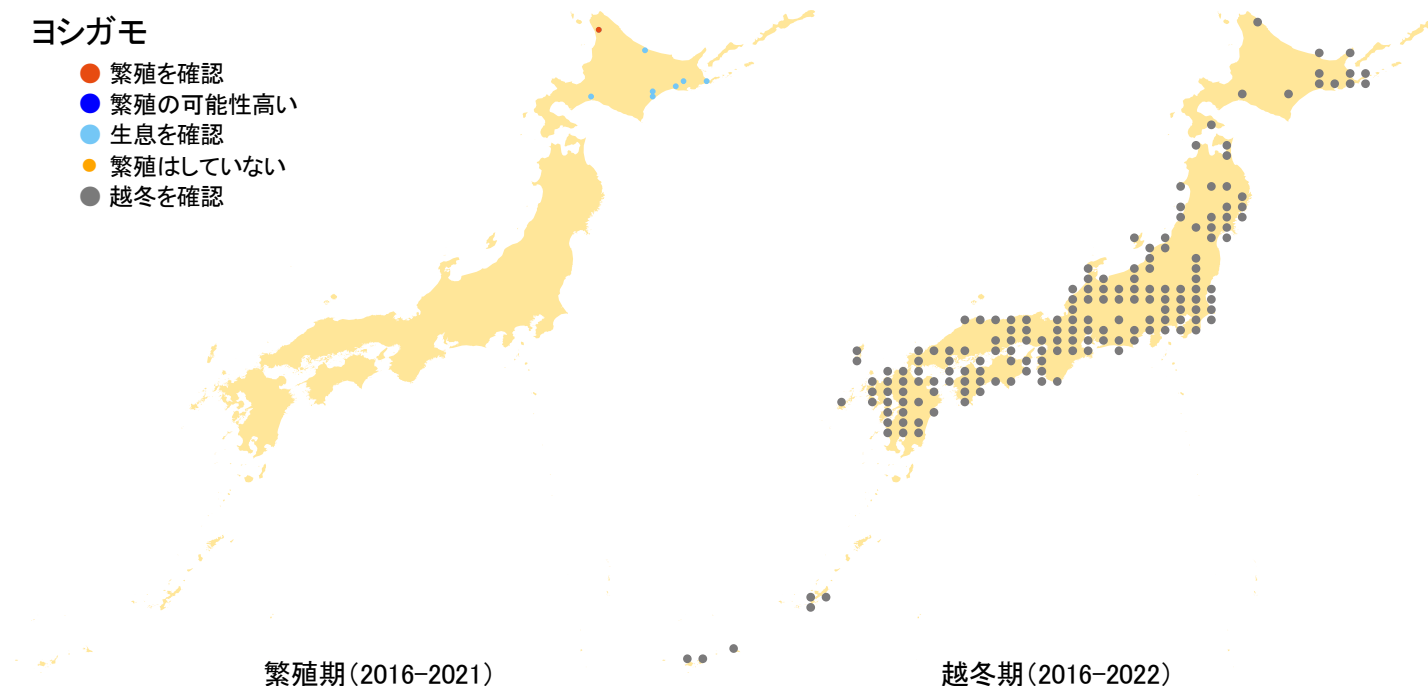 ヨシガモ
繁殖を確認
繁殖の可能性高い
生息を確認
繁殖はしていない
越冬を確認
繁殖期(2016-2021)
越冬期(2016-2022)